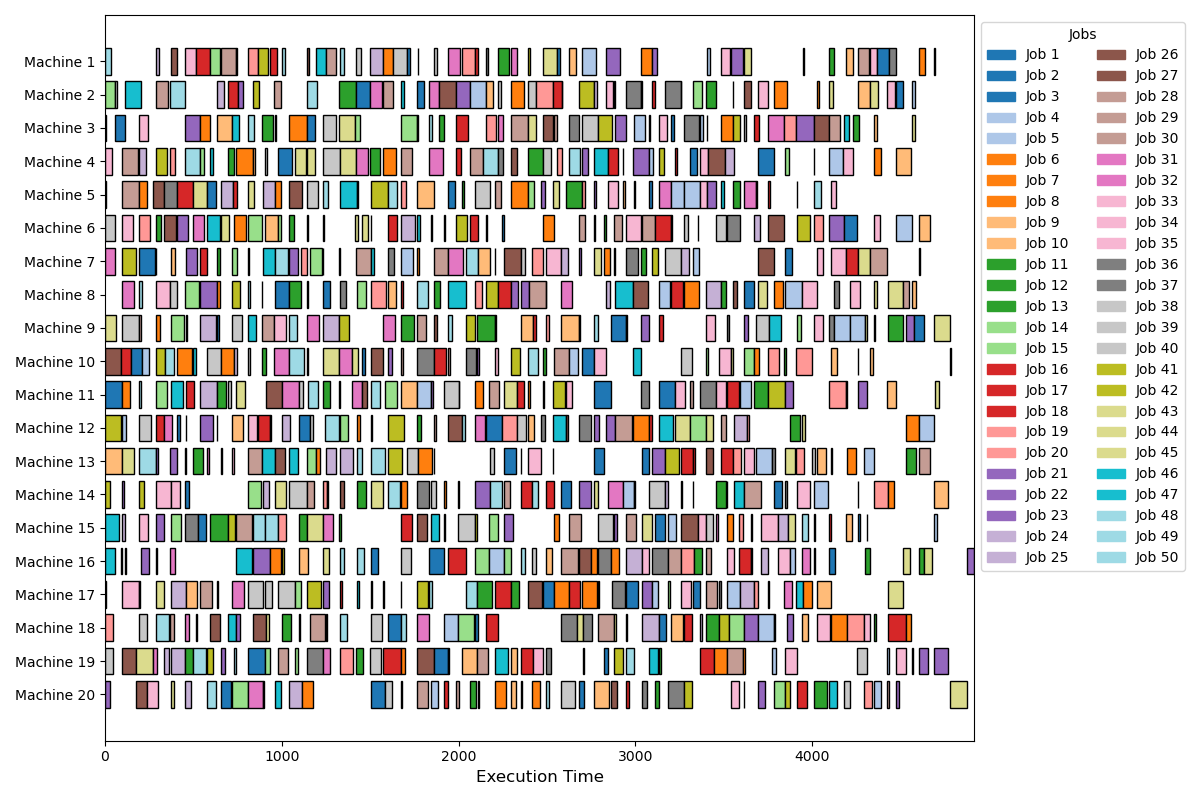 Machine 1
Machine 2
Machine 3
Machine 4
Machine 5
Machine 6
Machine 7
Machine 8
Machine 9
Machine 10
Machine 11
Machine 12
Machine 13
Machine 14
Machine 15
Machine 16
Machine 17
Machine 18
Machine 19
Machine 20
0 1000 2000 3000 4000
Execution Time
Jobs
Job 1 Job 26
Job 2 Job 27
Job 3 Job 28
Job 4 Job 29
Job 5 Job 30
Job 6 Job 31
Job 7 Job 32
Job 8 Job 33
Job 9 Job 34
Job 10 Job 35
Job 11 Job 36
Job 12 Job 37
Job 13 Job 38
Job 14 Job 39
Job 15 Job 40
Job 16 Job 41
Job 17 Job 42
Job 18 Job 43
Job 19 Job 44
Job 20 Job 45
Job 21 Job 46
Job 22 Job 47
Job 23 Job 48
Job 24 Job 49
Job 25 Job 50